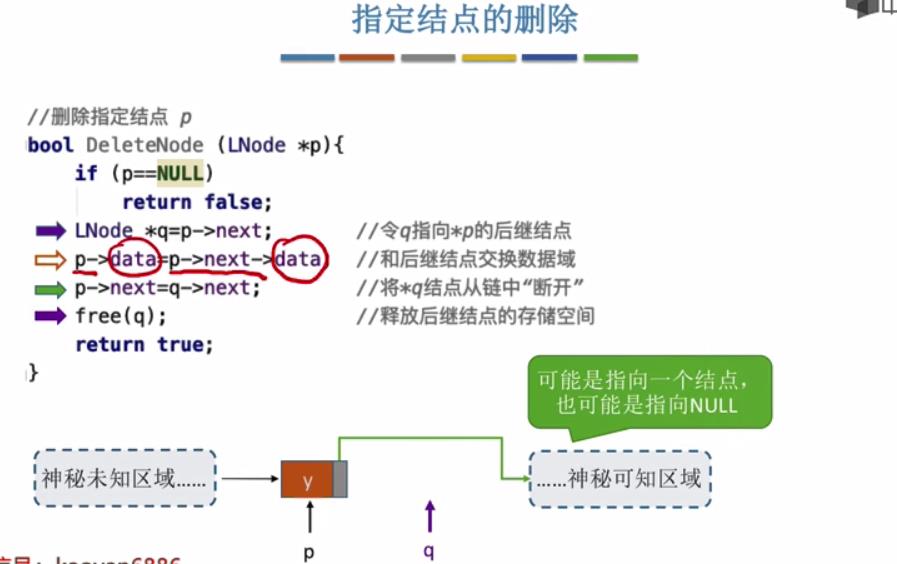 指定结点的删除
//删除指定结点 p
bool DeleteNode (LNode *p){
if (p==NULL)
return false;
LNode *q=p->next; //令q指向*p的后继结点
p->data=p->next->data //和后继结点交换数据域
p->next=q->next; //将*q结点从链中“断开”
free(q); //释放后继结点的存储空间
return true;
}
可能是指向一个结点，
也可能是指向NULL
神秘未知区域…… y ……神秘可知区域
p q